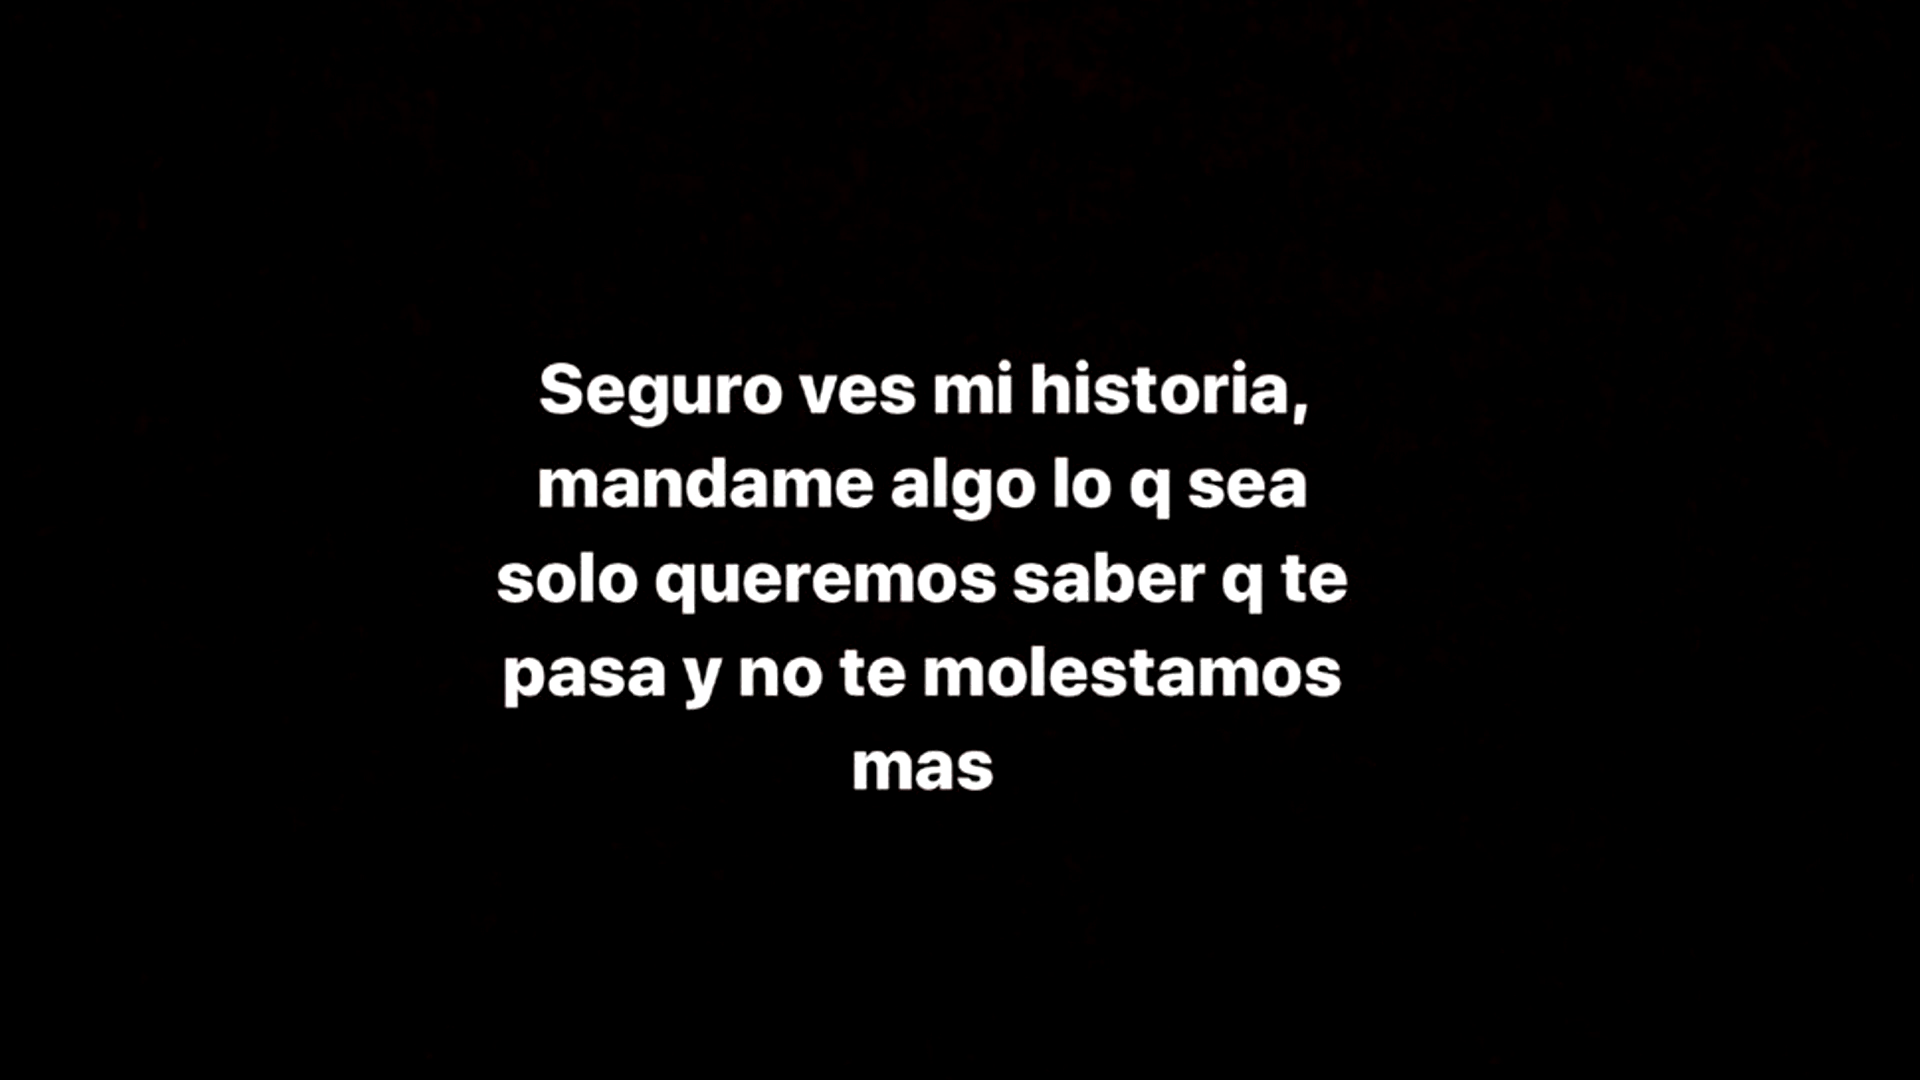 Seguro ves mi historia,
mandame algo lo q sea
solo queremos saber q te
pasa y no te molestamos
mas